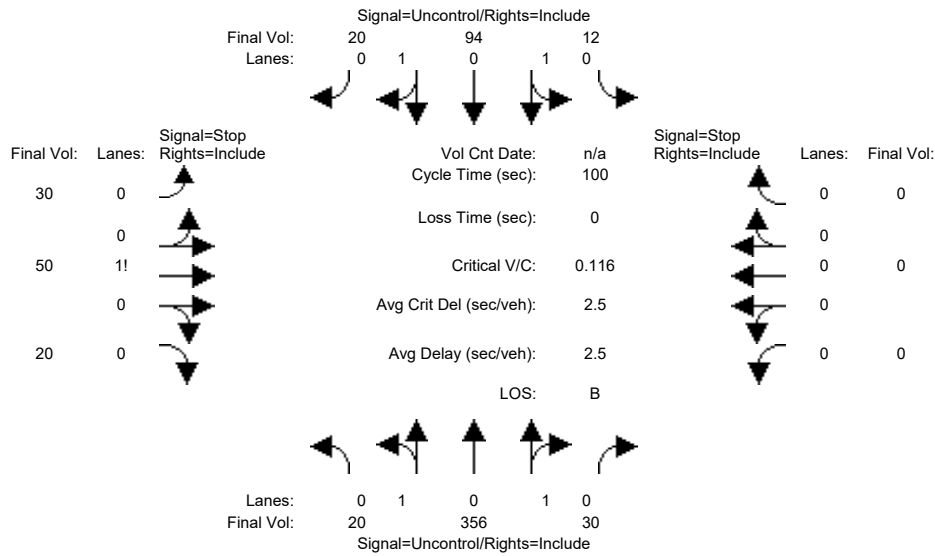 Signal=Uncontrol/Rights=Include
Final Vol: 20 94 12
Lanes: 0 1 0 1 0
Signal=Stop
Final Vol: Lanes: Rights=Include
Vol Cnt Date: n/a
Signal=Stop
Rights=Include Lanes: Final Vol:
Cycle Time (sec): 100
30 0
0 0
Loss Time (sec): 0
0
0
50 1!
Critical V/C: 0.116
0 0
0
Avg Crit Del (sec/veh): 2.5
0
20 0
Avg Delay (sec/veh): 2.5
0 0
LOS: B
Lanes: 0 1 0 1 0
Final Vol: 20 356 30
Signal=Uncontrol/Rights=Include